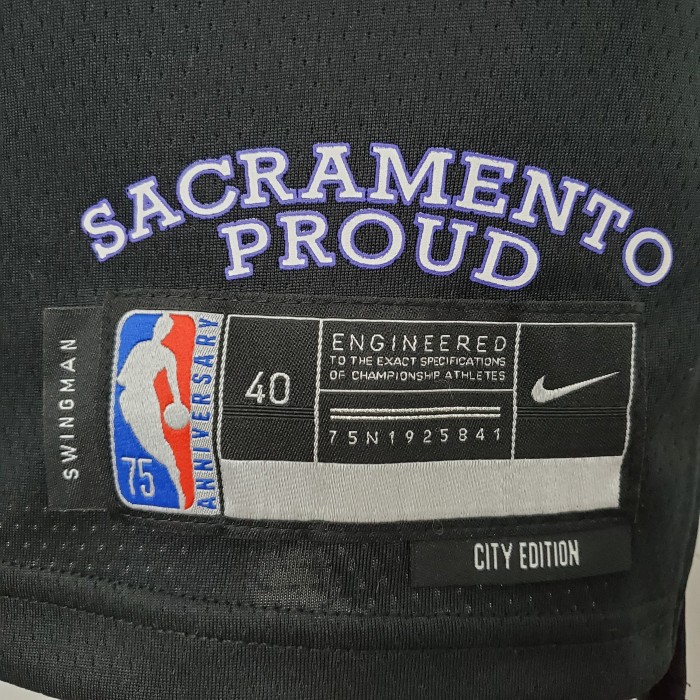 SACRAMENTO
PROUD
SWINGMAN
75
ANNIVERSARY
40
ENGINEERED
TO THE EXACT SPECIFICATIONS
OF CHAMPIONSHIP ATHLETES
75N1925841
CITY EDITION